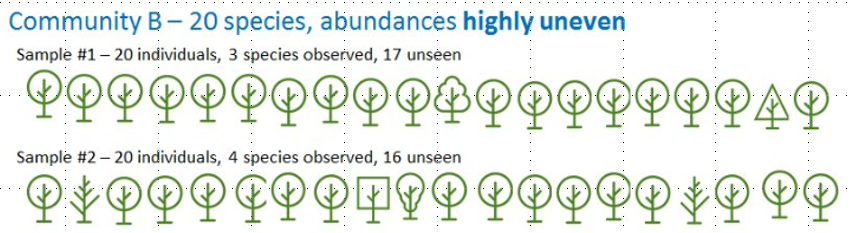 Community B – 20 species, abundances highly uneven
Sample #1 – 20 individuals, 3 species observed, 17 unseen
Sample #2 – 20 individuals, 4 species observed, 16 unseen